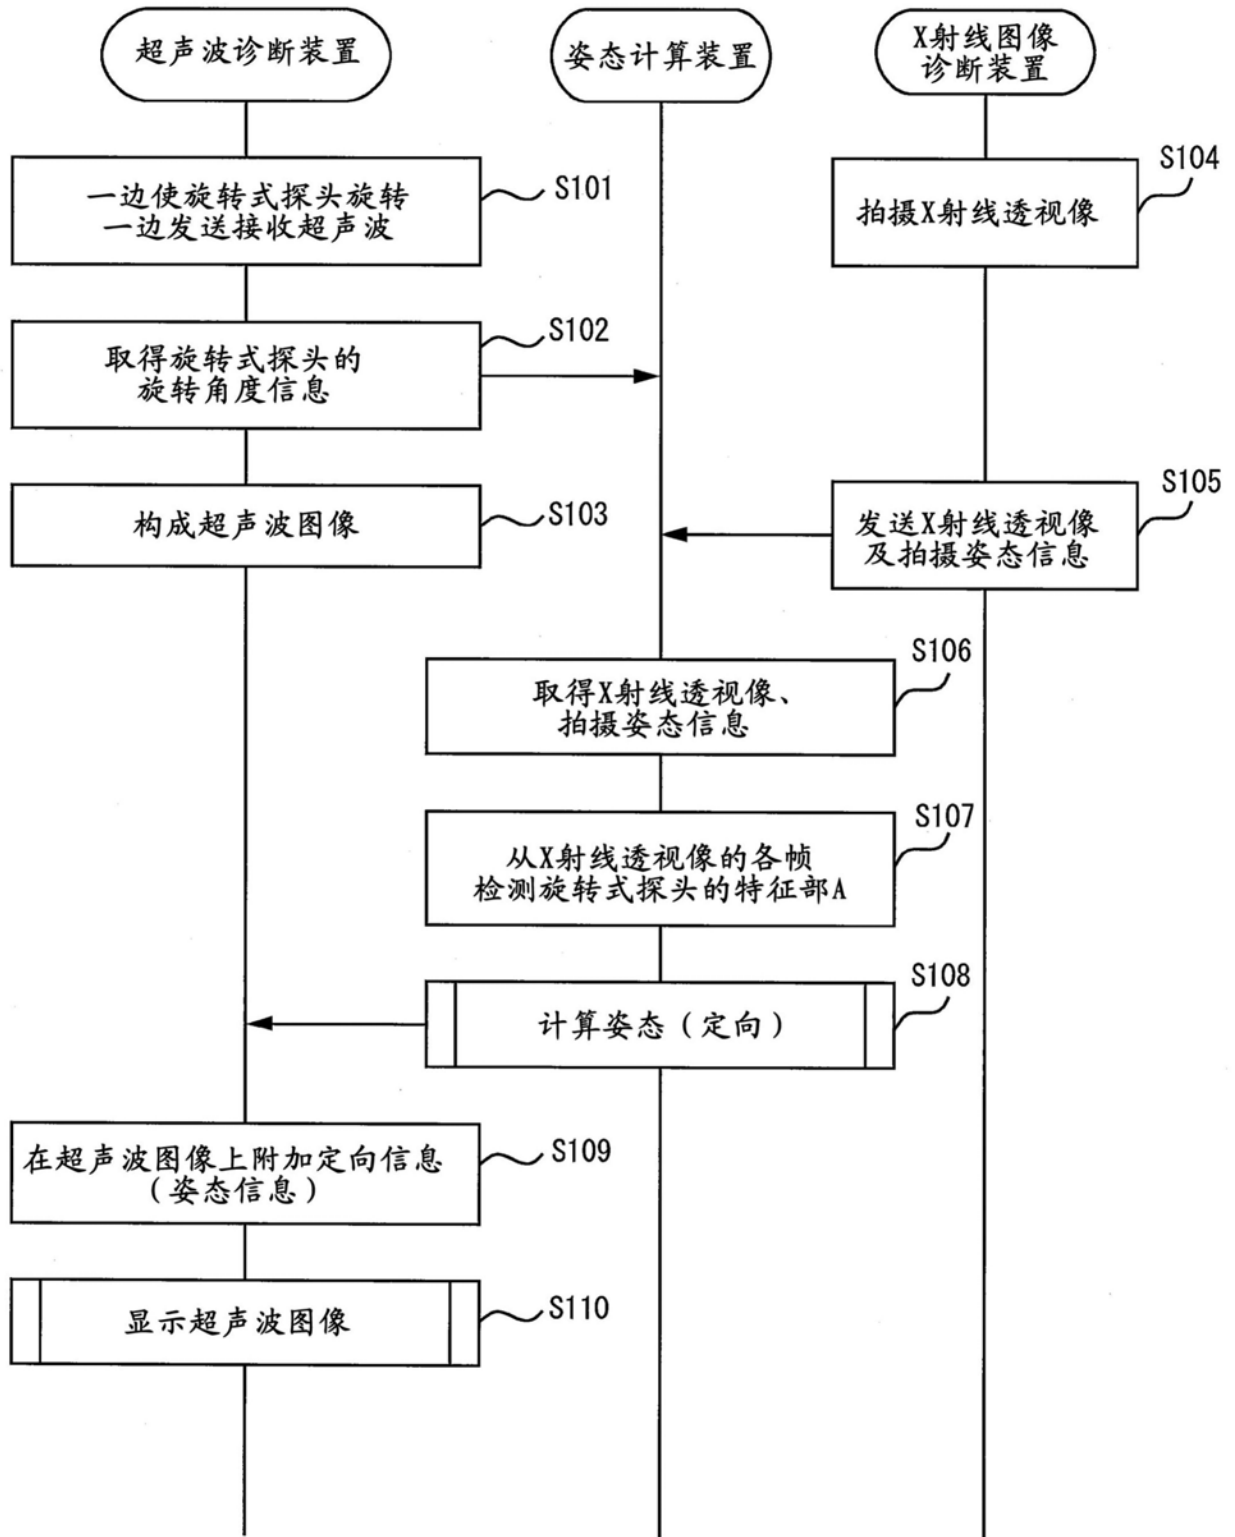 超声波诊断装置
姿态计算装置
X射线图像
诊断装置
一边使旋转式探头旋转
一边发送接收超声波
S101
拍摄X射线透视像
S104
取得旋转式探头的
旋转角度信息
S102
构成超声波图像
S103
发送X射线透视像
及拍摄姿态信息
S105
取得X射线透视像、
拍摄姿态信息
S106
从X射线透视像的各帧
检测旋转式探头的特征部A
S107
计算姿态（定向）
S108
在超声波图像上附加定向信息
（姿态信息）
S109
显示超声波图像
S110